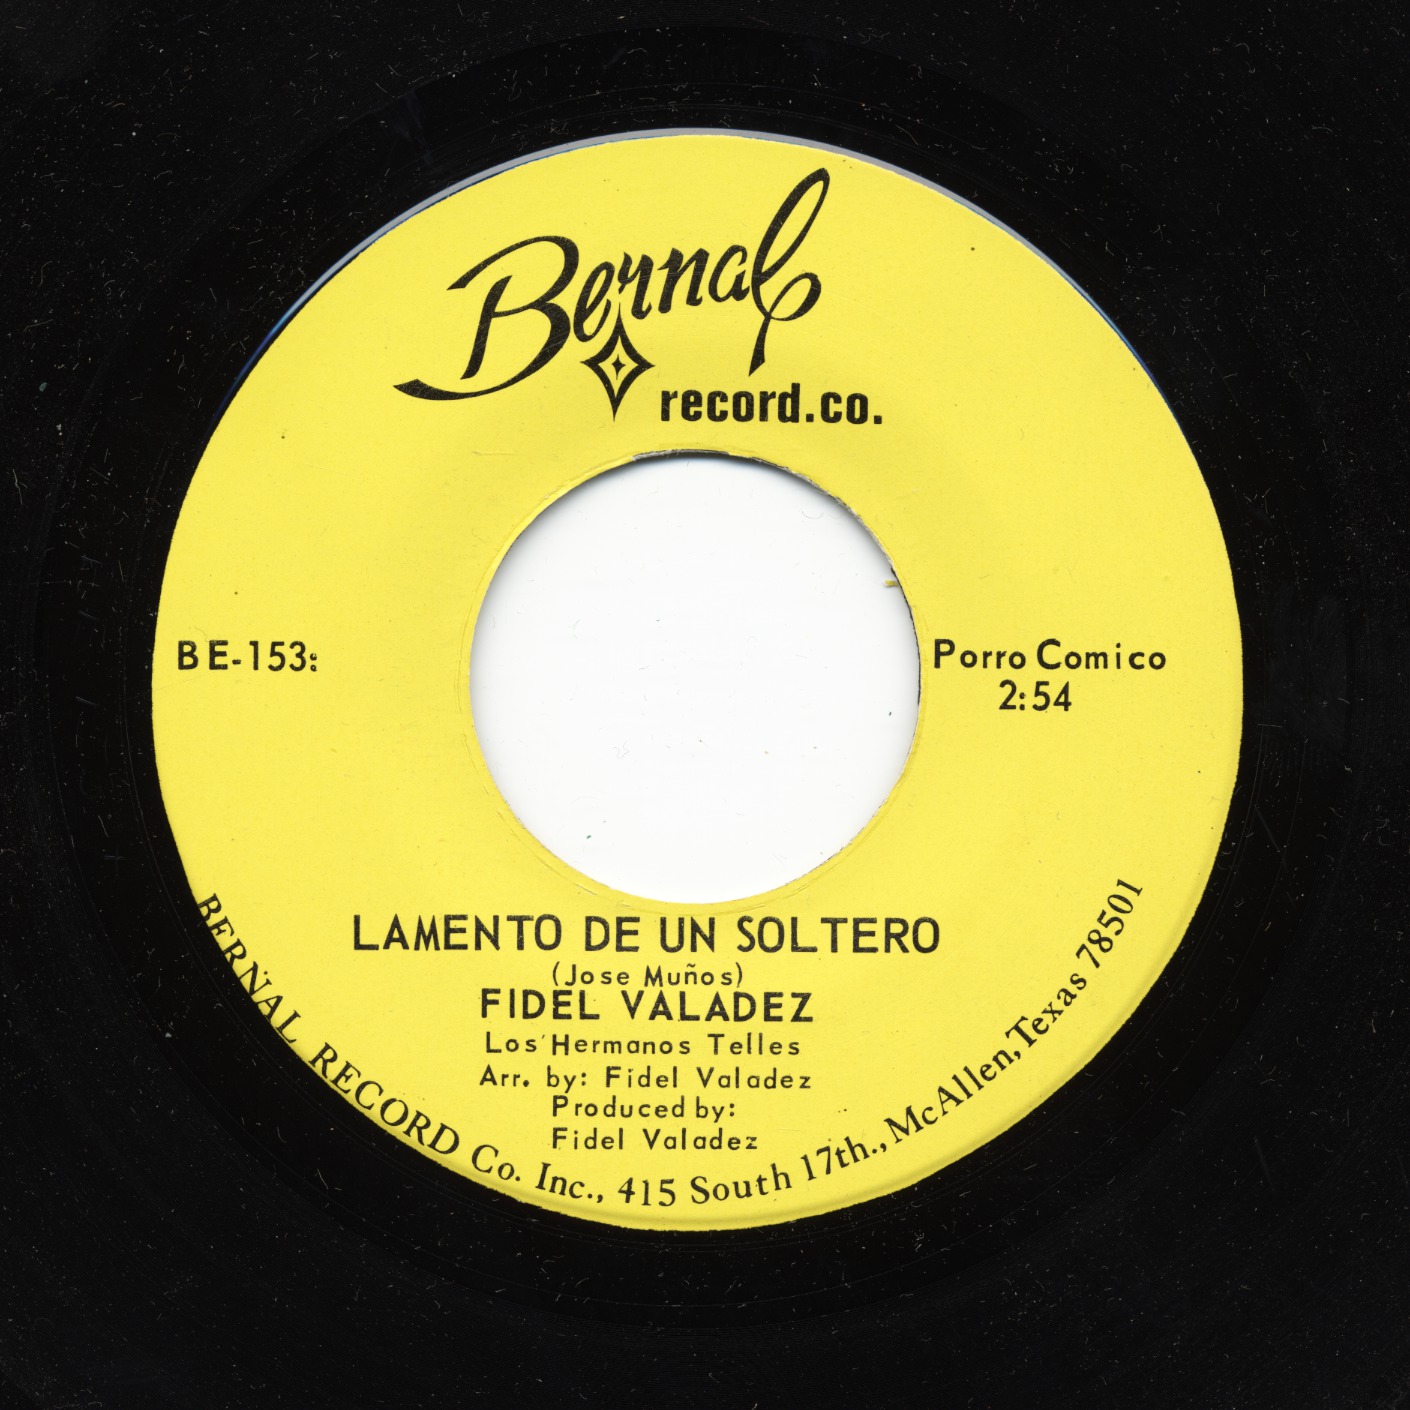 Bernal
record.co.
BE-153:
Porro Comico
2:54
LAMENTO DE UN SOLTERO
(Jose Muños)
FIDEL VALADEZ
Los Hermanos Telles
Arr. by: Fidel Valadez
Produced by:
Fidel Valadez
BERNAL RECORD Co. Inc., 415 South 17th., McAllen, Texas 78501